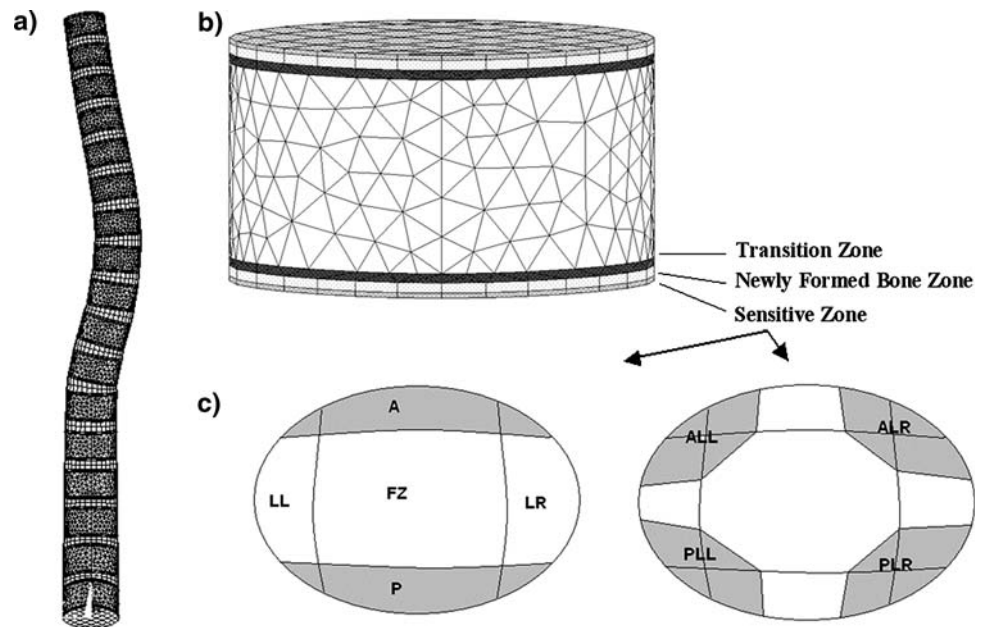 a)
b)
Transition Zone
Newly Formed Bone Zone
Sensitive Zone
c)
A
LL
FZ
LR
P
ALL
ALR
PLL
PLR